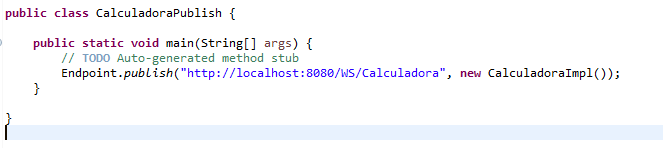 public class CalculadoraPublish {
public static void main(String[] args) {
// TODO Auto-generated method stub
Endpoint.publish("http://localhost:8080/WS/Calculadora", new CalculadoraImpl());
}
}